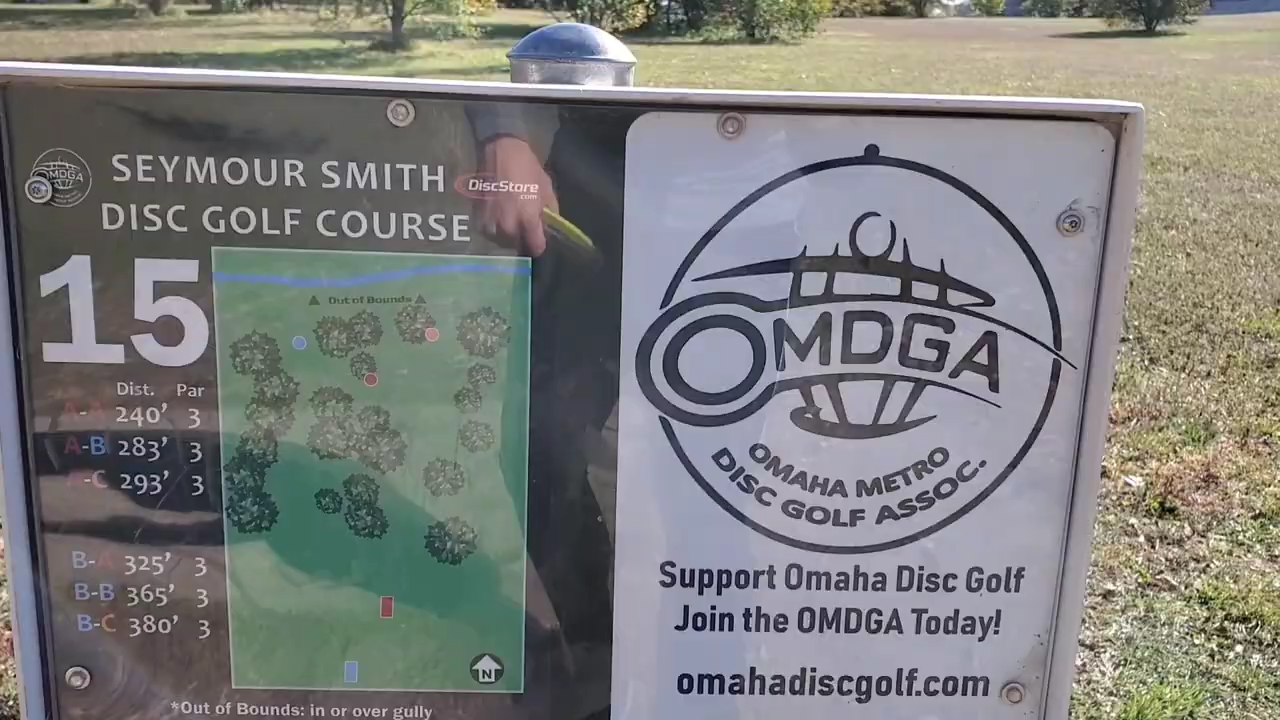 OMDGA
SEYMOUR SMITH
DISC GOLF COURSE
DiscStore
.com
15
Out of Bounds
Dist. Par
A-A 240' 3
A-B 283' 3
A-C 293' 3
B-A 325' 3
B-B 365' 3
B-C 380' 3
N
*Out of Bounds: in or over gully
OMDGA
OMAHA METRO
DISC GOLF ASSOC.
Support Omaha Disc Golf
Join the OMDGA Today!
omahadiscgolf.com